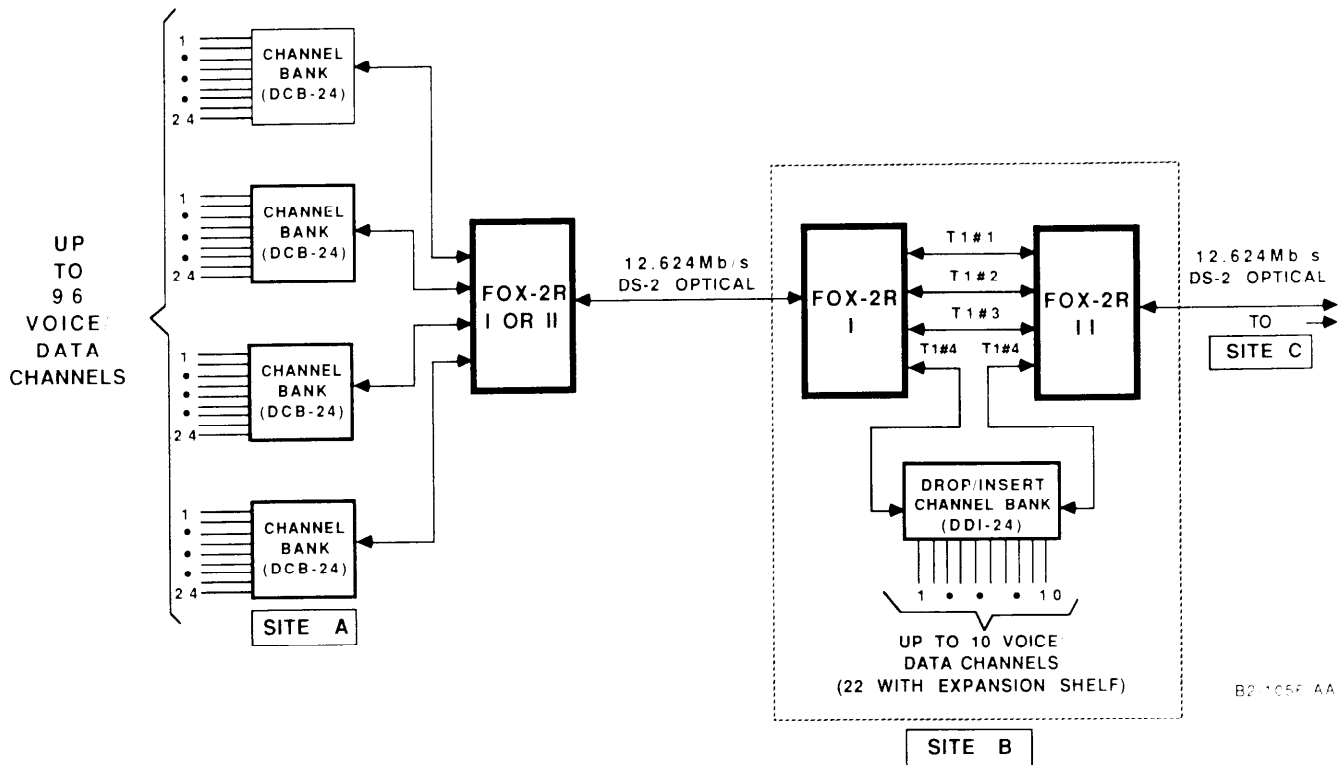 UP
TO
96
VOICE/
DATA
CHANNELS
1
24
CHANNEL
BANK
(DCB-24)
1
24
CHANNEL
BANK
(DCB-24)
1
24
CHANNEL
BANK
(DCB-24)
1
24
CHANNEL
BANK
(DCB-24)
SITE A
FOX-2R
I OR II
12.624Mb/s
DS-2 OPTICAL
FOX-2R
I
T1#1
T1#2
T1#3
T1#4
T1#4
FOX-2R
II
12.624Mb s
DS-2 OPTICAL
TO
SITE C
DROP/INSERT
CHANNEL BANK
(DDI-24)
1
10
UP TO 10 VOICE/
DATA CHANNELS
(22 WITH EXPANSION SHELF)
SITE B